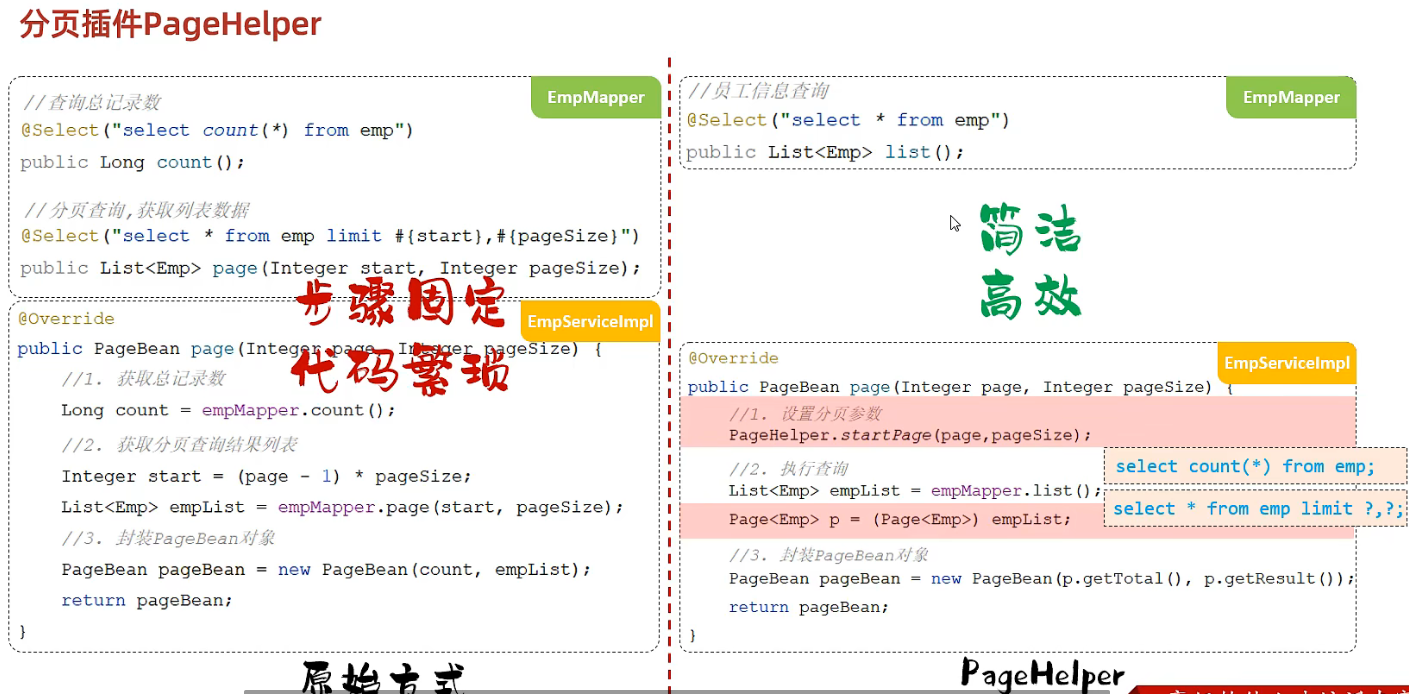 分页插件PageHelper
EmpMapper
//查询总记录数
@Select("select count(*) from emp")
public Long count();
//分页查询,获取列表数据
@Select("select * from emp limit #{start},#{pageSize}")
public List<Emp> page(Integer start, Integer pageSize);
步骤固定
代码繁琐
EmpServiceImpl
@Override
public PageBean page(Integer page, Integer pageSize) {
//1. 获取总记录数
Long count = empMapper.count();
//2. 获取分页查询结果列表
Integer start = (page - 1) * pageSize;
List<Emp> empList = empMapper.page(start, pageSize);
//3. 封装PageBean对象
PageBean pageBean = new PageBean(count, empList);
return pageBean;
}
原始方式
EmpMapper
//员工信息查询
@Select("select * from emp")
public List<Emp> list();
简洁
高效
EmpServiceImpl
@Override
public PageBean page(Integer page, Integer pageSize) {
//1. 设置分页参数
PageHelper.startPage(page,pageSize);
//2. 执行查询
List<Emp> empList = empMapper.list();
select count(*) from emp;
Page<Emp> p = (Page<Emp>) empList;
select * from emp limit ?,?;
//3. 封装PageBean对象
PageBean pageBean = new PageBean(p.getTotal(), p.getResult());
return pageBean;
}
PageHelper